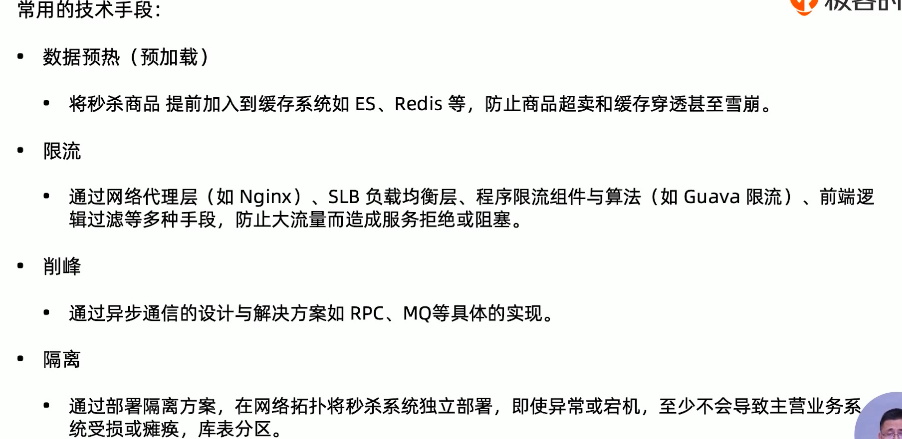 常用的技术手段：
• 数据预热（预加载）
• 将秒杀商品 提前加入到缓存系统如 ES、Redis 等，防止商品超卖和缓存穿透甚至雪崩。
• 限流
• 通过网络代理层（如 Nginx）、SLB 负载均衡层、程序限流组件与算法（如 Guava 限流）、前端逻
辑过滤等多种手段，防止大流量而造成服务拒绝或阻塞。
• 削峰
• 通过异步通信的设计与解决方案如 RPC、MQ等具体的实现。
• 隔离
• 通过部署隔离方案，在网络拓扑将秒杀系统独立部署，即使异常或宕机，至少不会导致主营业务系
统受损或瘫痪，库表分区。